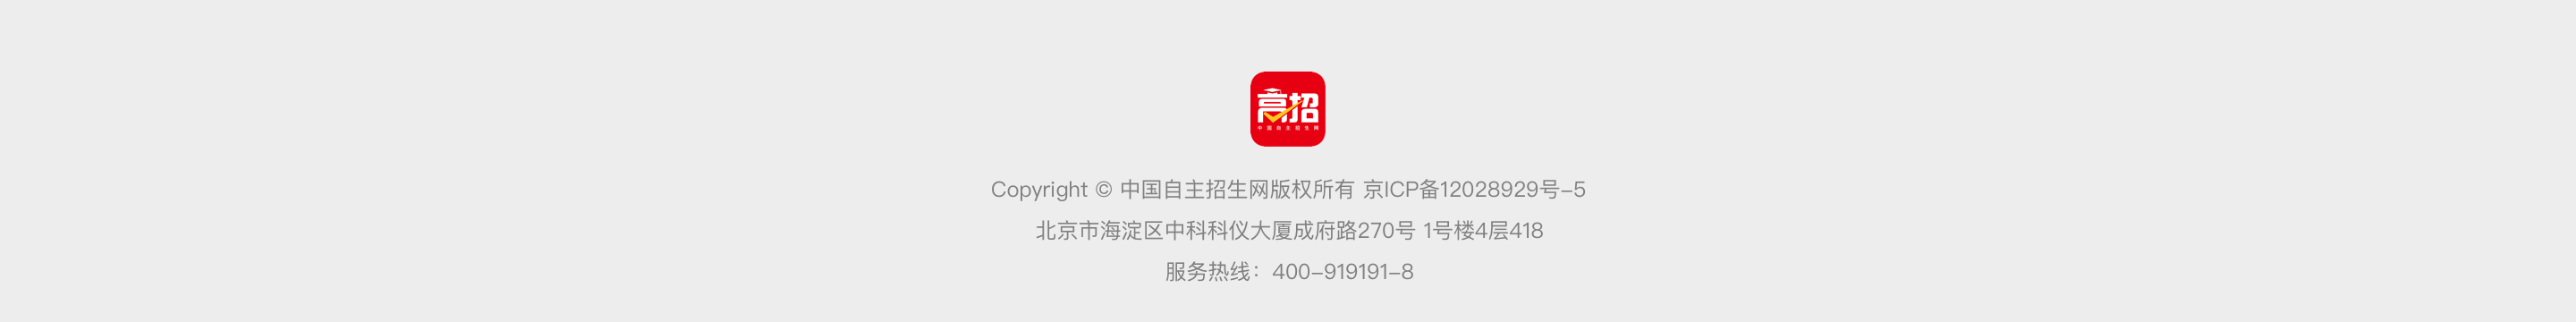 高招
中国自主招生网
Copyright © 中国自主招生网版权所有 京ICP备12028929号-5
北京市海淀区中科科仪大厦成府路270号 1号楼4层418
服务热线：400-919191-8